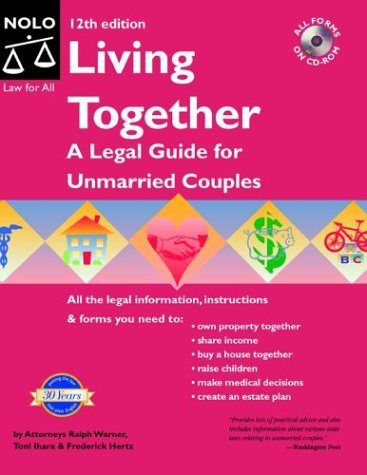 NOLO
12th edition
Law for All
ALL FORMS
ON CD-ROM
Living
Together
A Legal Guide for
Unmarried Couples
B C
All the legal information, instructions
& forms you need to:
• own property together
• share income
• buy a house together
• raise children
• make medical decisions
• create an estate plan
30 Years
by Attorneys Ralph Warner,
Toni Ihara & Frederick Hertz
"Provides lots of practical advice and also
includes information about various state
laws relating to unmarried couples."
—Washington Post